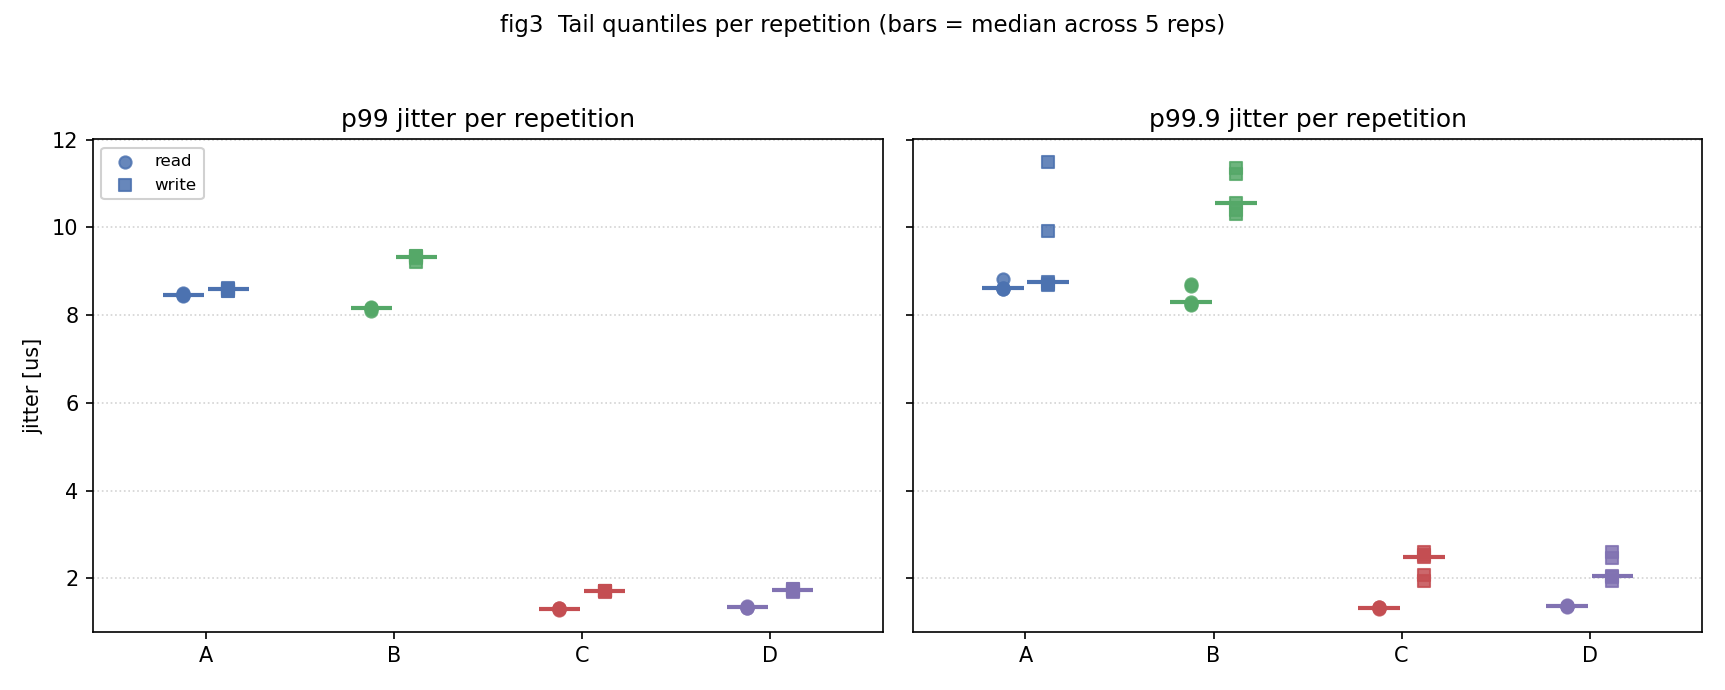 fig3  Tail quantiles per repetition (bars = median across 5 reps)
p99 jitter per repetition
p99.9 jitter per repetition
read
write
jitter [us]
12
10
8
6
4
2
A
B
C
D
A
B
C
D